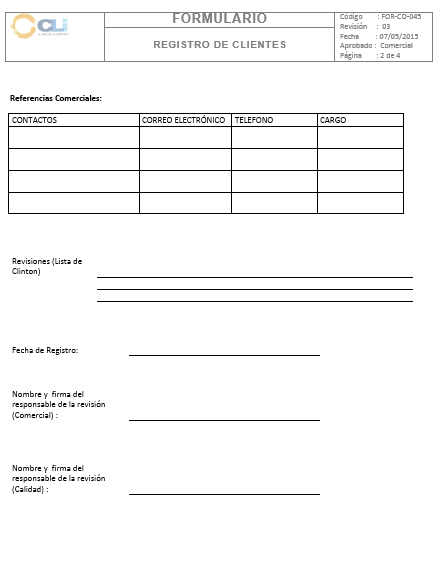 CLI
FORMULARIO
REGISTRO DE CLIENTES
Código : FOR-CO-045
Revisión : 03
Fecha : 07/05/2015
Aprobado : Comercial
Página : 2 de 4
Referencias Comerciales:
CONTACTOS CORREO ELECTRÓNICO TELEFONO CARGO
Revisiones (Lista de
Clinton)
Fecha de Registro:
Nombre y firma del
responsable de la revisión
(Comercial) :
Nombre y firma del
responsable de la revisión
(Calidad) :